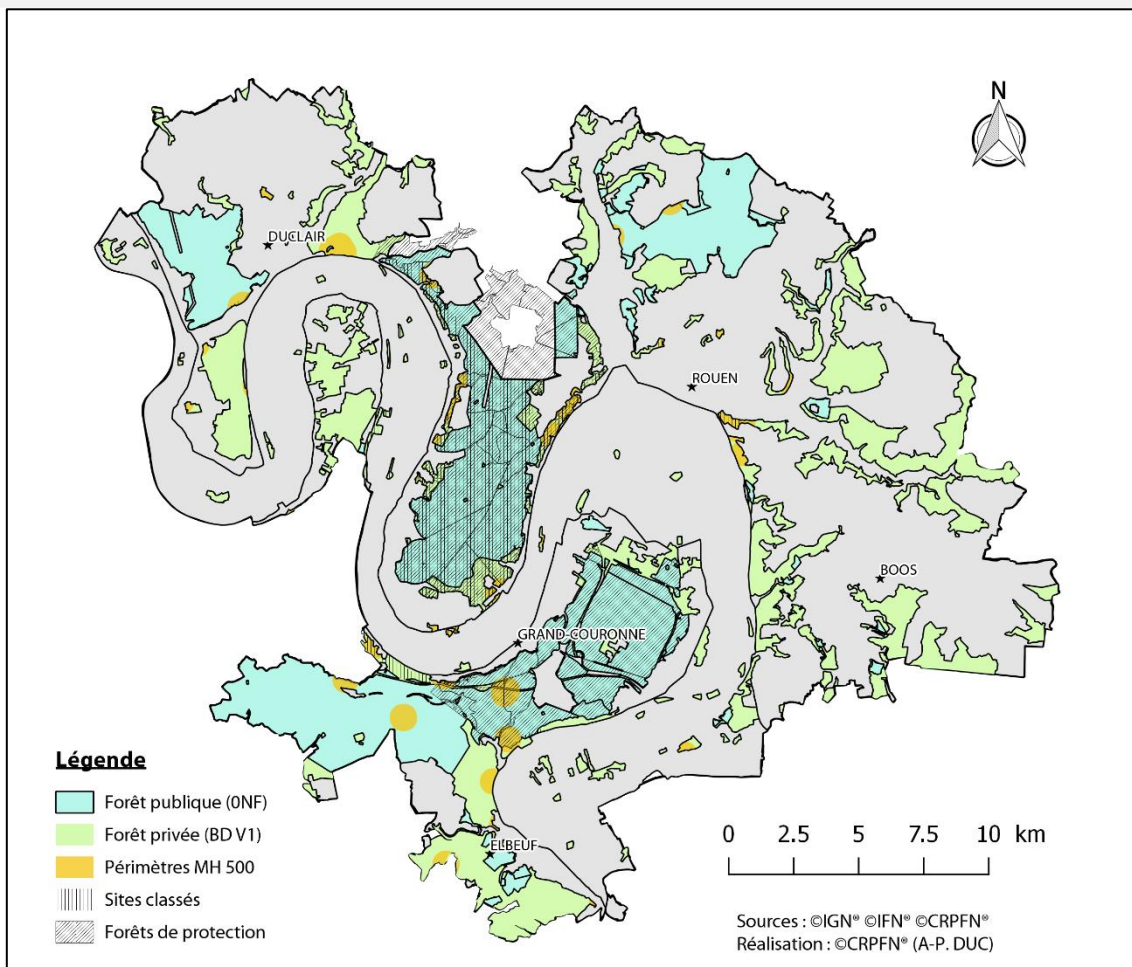 N
DUCLAIR
ROUEN
BOOS
GRAND-COURONNE
ELBEUF
Légende
Forêt publique (0NF)
Forêt privée (BD V1)
Périmètres MH 500
Sites classés
Forêts de protection
0 2.5 5 7.5 10 km
Sources : ©IGN® ©IFN® ©CRPFN®
Réalisation : ©CRPFN® (A-P. DUC)